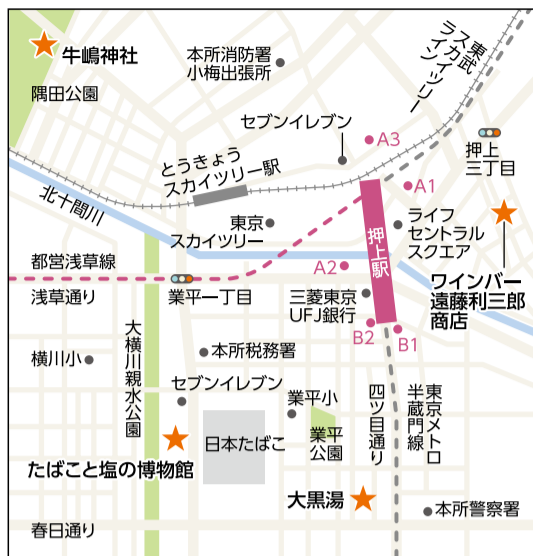 牛嶋神社
隅田公園
本所消防署
小梅出張所
東武
スカイツリー
ライン
セブンイレブン
A3
押上
三丁目
とうきょう
スカイツリー駅
A1
北十間川
東京
スカイツリー
押上駅
ライフ
セントラル
スクエア
都営浅草線
A2
浅草通り
業平一丁目
三菱東京
UFJ銀行
ワインバー
遠藤利三郎
商店
B2
B1
大横川親水公園
横川小
本所税務署
セブンイレブン
業平小
四ツ目通り
東京メトロ
半蔵門線
日本たばこ
業平
公園
たばこと塩の博物館
大黒湯
本所警察署
春日通り